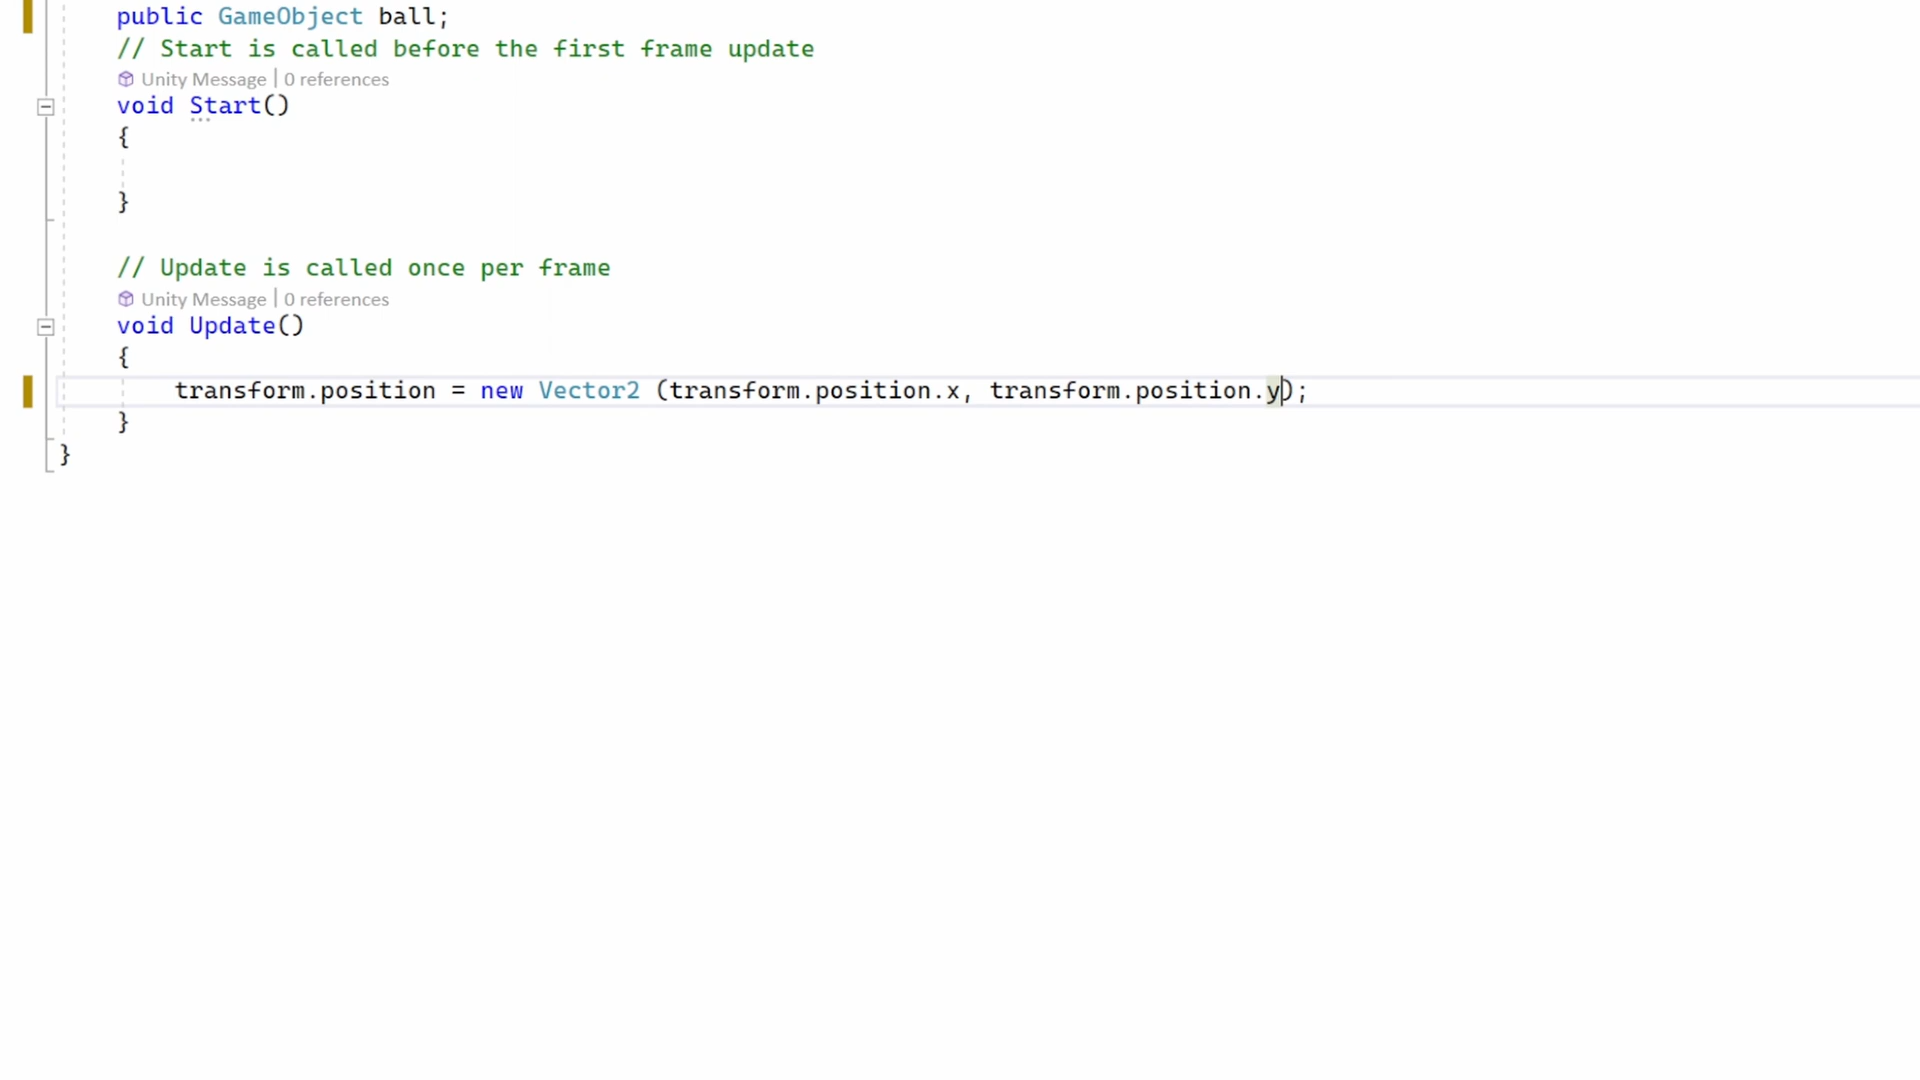 public GameObject ball;
// Start is called before the first frame update
Unity Message | 0 references
void Start()
{
}
// Update is called once per frame
Unity Message | 0 references
void Update()
{
transform.position = new Vector2 (transform.position.x, transform.position.y);
}
}